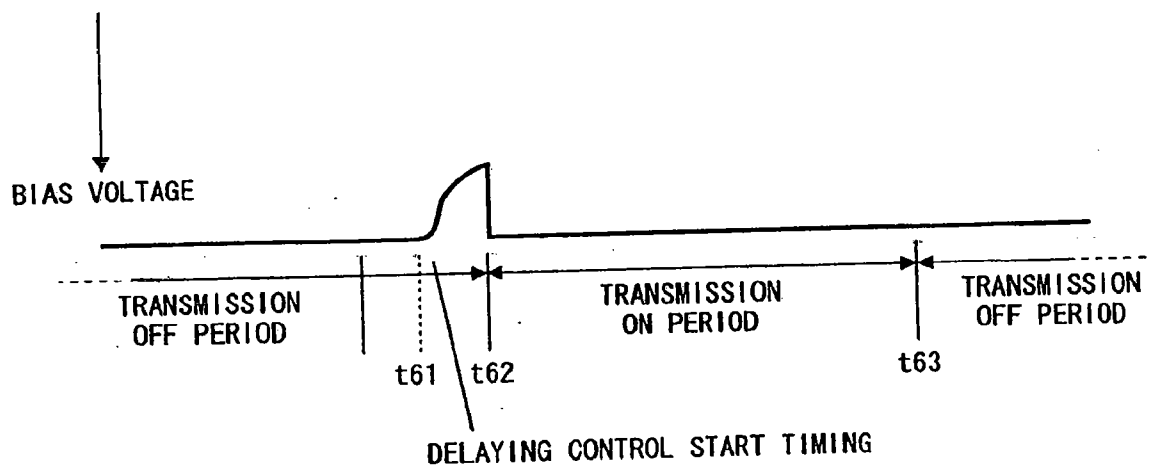 BIAS VOLTAGE
TRANSMISSION
OFF PERIOD
TRANSMISSION
ON PERIOD
TRANSMISSION
OFF PERIOD
t61
t62
t63
DELAYING CONTROL START TIMING